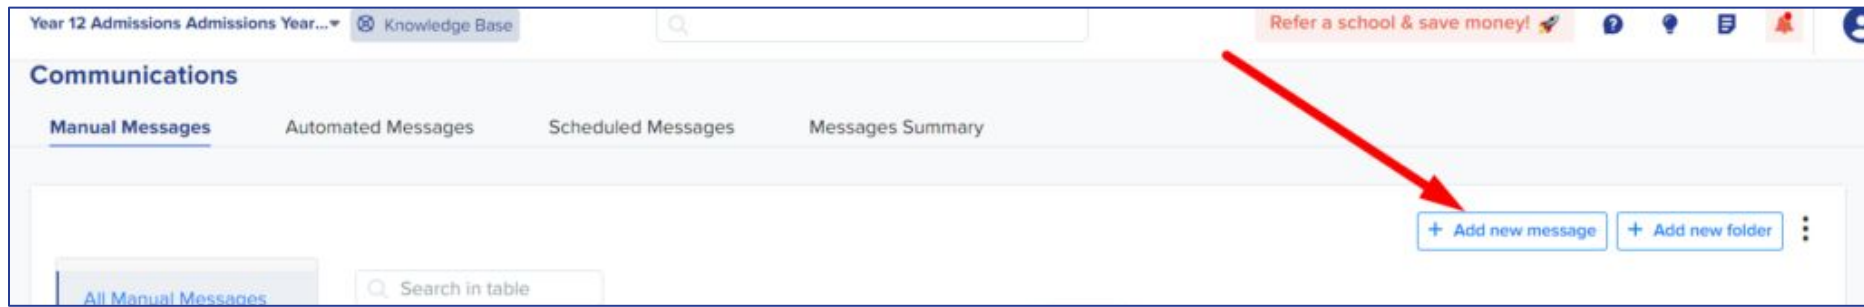 Year 12 Admissions Admissions Year... Knowledge Base Refer a school & save money!
Communications
Manual Messages Automated Messages Scheduled Messages Messages Summary
+ Add new message + Add new folder
All Manual Messages Search in table